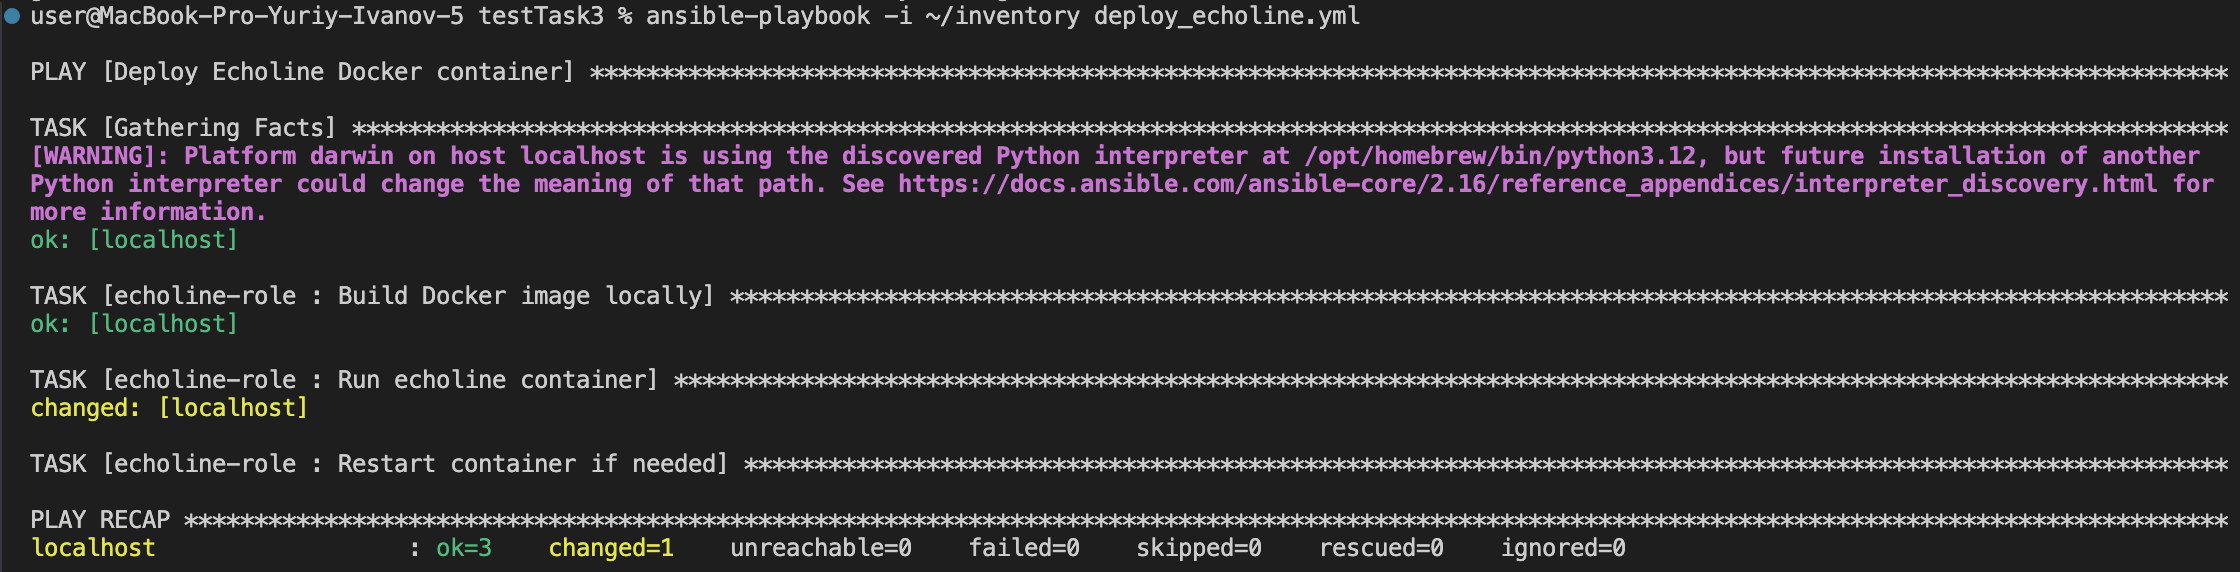 user@MacBook-Pro-Yuriy-Ivanov-5 testTask3 % ansible-playbook -i ~/inventory deploy_echoline.yml
PLAY [Deploy Echoline Docker container] *********************************************************************************************************************
TASK [Gathering Facts] **************************************************************************************************************************************
[WARNING]: Platform darwin on host localhost is using the discovered Python interpreter at /opt/homebrew/bin/python3.12, but future installation of another
Python interpreter could change the meaning of that path. See https://docs.ansible.com/ansible-core/2.16/reference_appendices/interpreter_discovery.html for
more information.
ok: [localhost]
TASK [echoline-role : Build Docker image locally] ***********************************************************************************************************
ok: [localhost]
TASK [echoline-role : Run echoline container] ***************************************************************************************************************
changed: [localhost]
TASK [echoline-role : Restart container if needed] **********************************************************************************************************
PLAY RECAP **************************************************************************************************************************************************
localhost                  : ok=3    changed=1    unreachable=0    failed=0    skipped=0    rescued=0    ignored=0